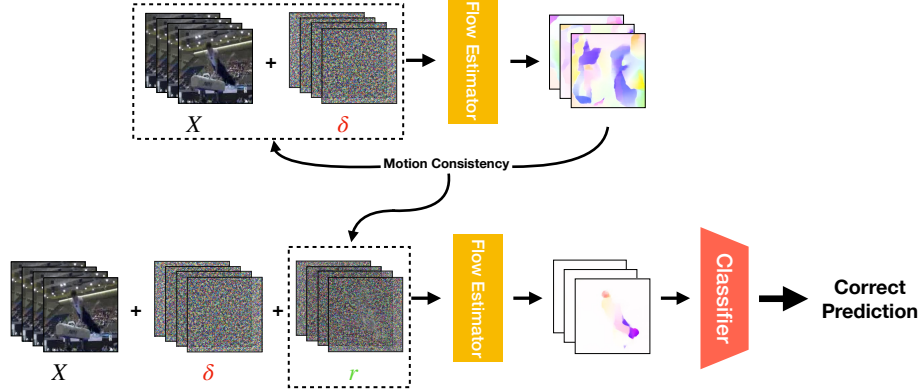 +
Flow Estimator
X
δ
Motion Consistency
+
+
Flow Estimator
Classifier
Correct
Prediction
X
δ
r